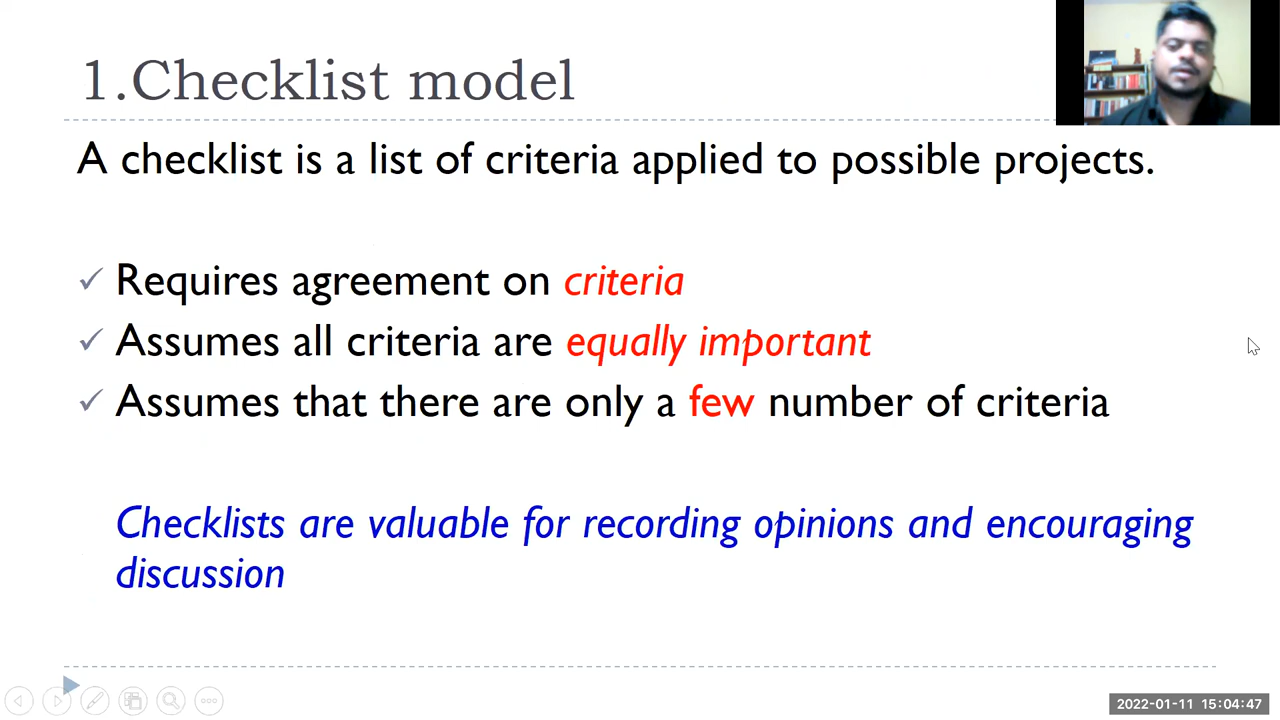 1.Checklist model
A checklist is a list of criteria applied to possible projects.
✓ Requires agreement on criteria
✓ Assumes all criteria are equally important
✓ Assumes that there are only a few number of criteria
Checklists are valuable for recording opinions and encouraging
discussion
2022-01-11 15:04:47